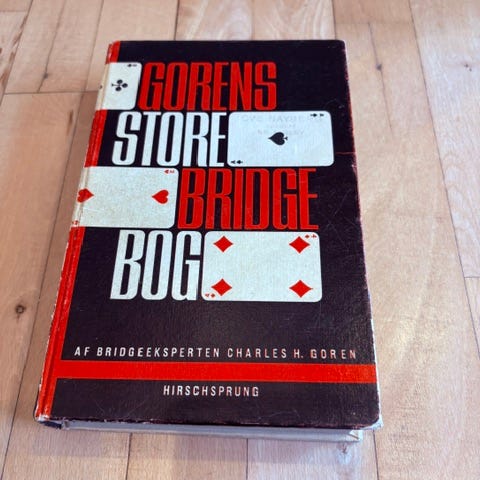 GORENS
STORE
BRIDGE
BOG
AF BRIDGEEKSPERTEN CHARLES H. GOREN
HIRSCHSPRUNG